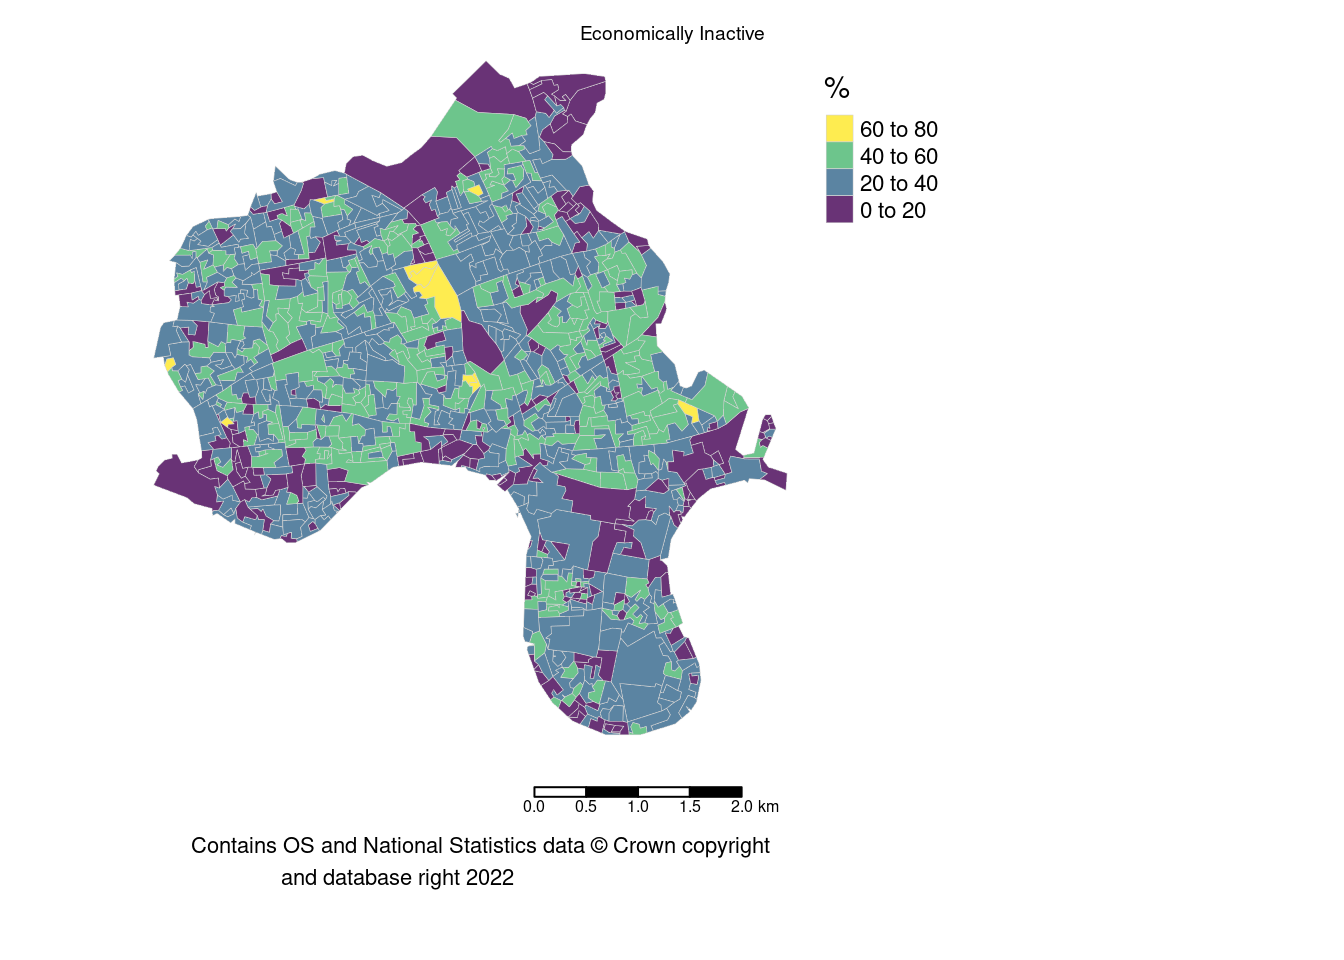 Economically Inactive
%
60 to 80
40 to 60
20 to 40
0 to 20
0.0 0.5 1.0 1.5 2.0 km
Contains OS and National Statistics data © Crown copyright
and database right 2022